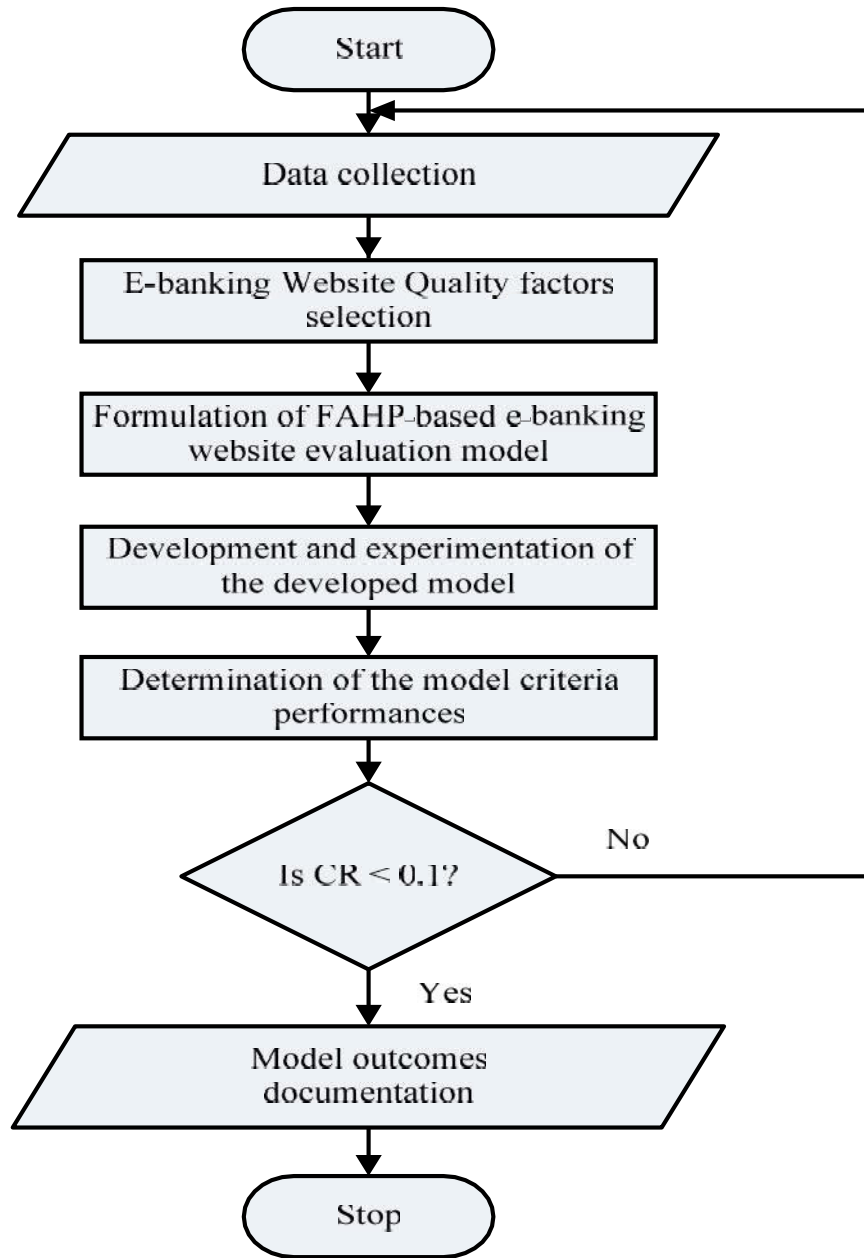 Start
Data collection
E-banking Website Quality factors
selection
Formulation of FAHP-based e-banking
website evaluation model
Development and experimentation of
the developed model
Determination of the model criteria
performances
Is CR < 0.1?
No
Yes
Model outcomes
documentation
Stop